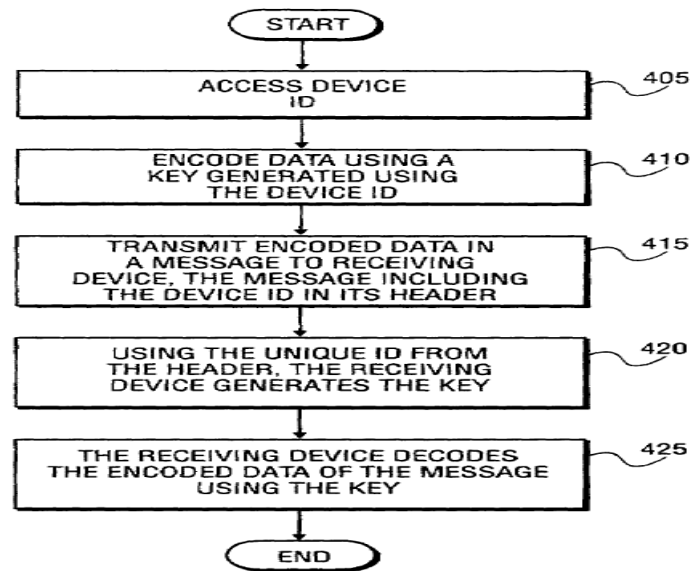 START
ACCESS DEVICE
ID
405
ENCODE DATA USING A
KEY GENERATED USING
THE DEVICE ID
410
TRANSMIT ENCODED DATA IN
A MESSAGE TO RECEIVING
DEVICE, THE MESSAGE INCLUDING
THE DEVICE ID IN ITS HEADER
415
USING THE UNIQUE ID FROM
THE HEADER, THE RECEIVING
DEVICE GENERATES THE KEY
420
THE RECEIVING DEVICE DECODES
THE ENCODED DATA OF THE MESSAGE
USING THE KEY
425
END